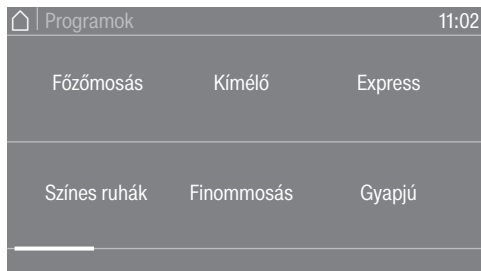 Programok 11:02
Főzőmosás Kímélő Express
Színes ruhák Finommosás Gyapjú